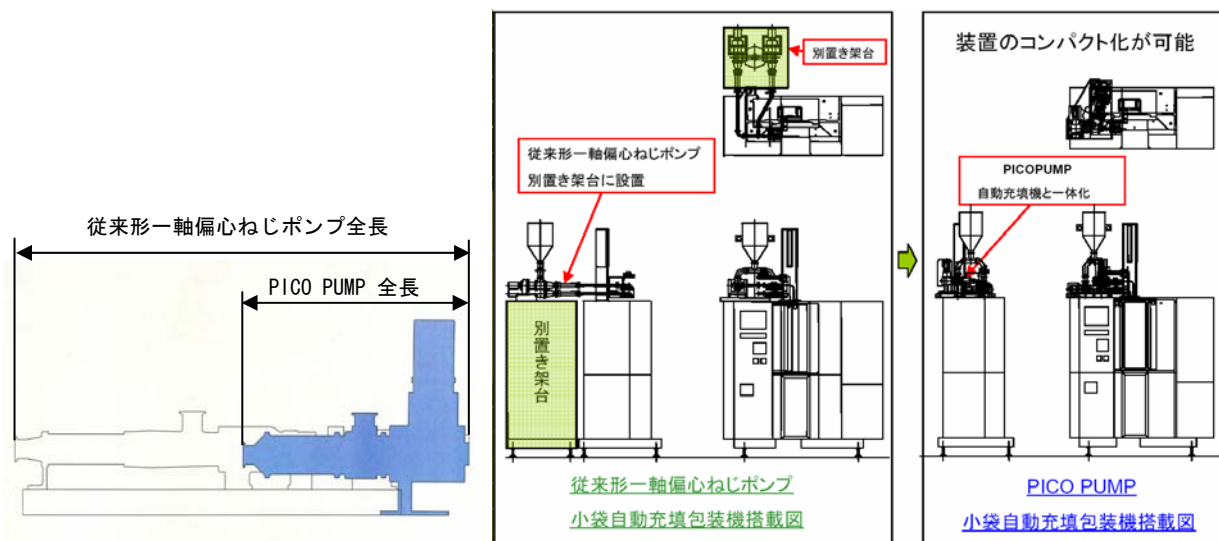 従来形一軸偏心ねじポンプ全長
PICO PUMP 全長
別置き架台
従来形一軸偏心ねじポンプ
別置き架台に設置
別置き架台
従来形一軸偏心ねじポンプ
小袋自動充填包装機搭載図
装置のコンパクト化が可能
PICOPUMP
自動充填機と一体化
PICO PUMP
小袋自動充填包装機搭載図